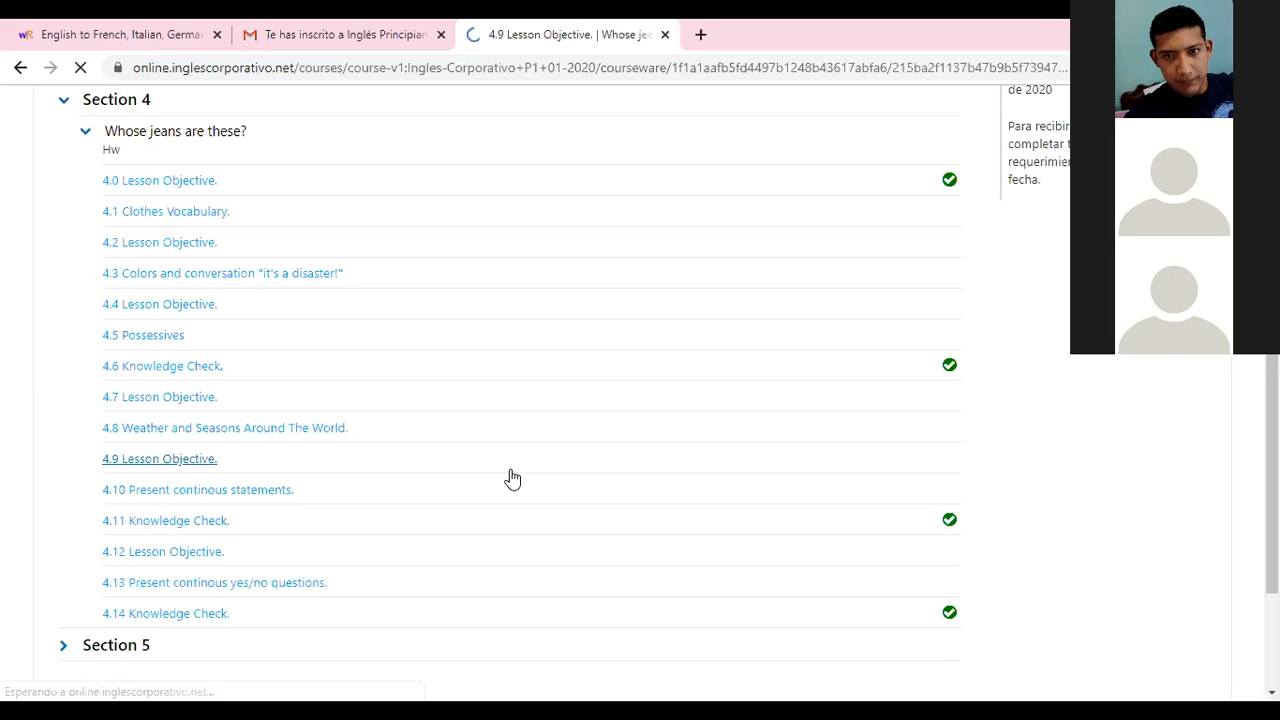 English to French, Italian, Germa
Te has inscrito a Inglés Principian
4.9 Lesson Objective. | Whose je
online.inglescorporativo.net/courses/course-v1:Ingles-Corporativo+P1+01-2020/courseware/1f1a1aafb5fd4497b1248b43617abfa6/215ba2f1137b47b9b5f73947...
Section 4
de 2020
Whose jeans are these?
Hw
Para recibir
completar t
requerimie
fecha.
4.0 Lesson Objective.
4.1 Clothes Vocabulary.
4.2 Lesson Objective.
4.3 Colors and conversation "it's a disaster!"
4.4 Lesson Objective.
4.5 Possessives
4.6 Knowledge Check.
4.7 Lesson Objective.
4.8 Weather and Seasons Around The World.
4.9 Lesson Objective.
4.10 Present continous statements.
4.11 Knowledge Check.
4.12 Lesson Objective.
4.13 Present continous yes/no questions.
4.14 Knowledge Check.
Section 5
Esperando a online.inglescorporativo.net...